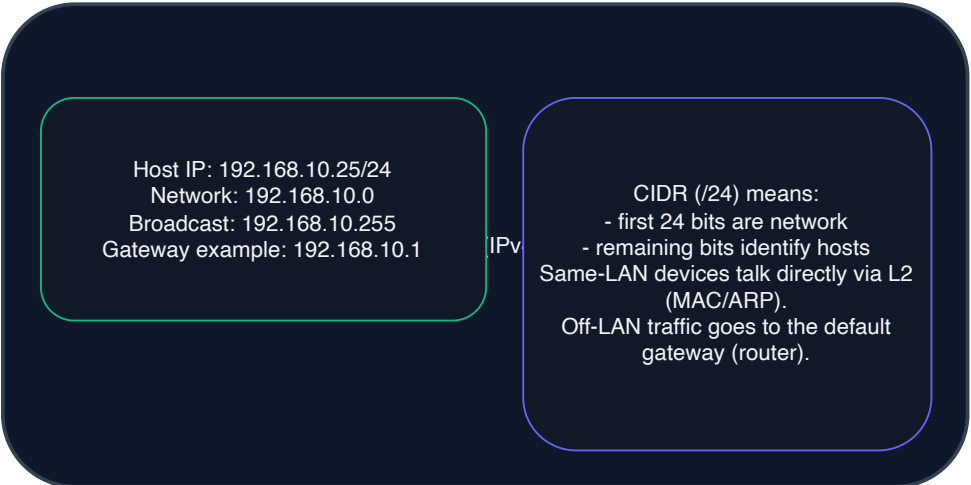 Host IP: 192.168.10.25/24
Network: 192.168.10.0
Broadcast: 192.168.10.255
Gateway example: 192.168.10.1
CIDR (/24) means:
- first 24 bits are network
- remaining bits identify hosts
Same-LAN devices talk directly via L2
(MAC/ARP).
Off-LAN traffic goes to the default
gateway (router).